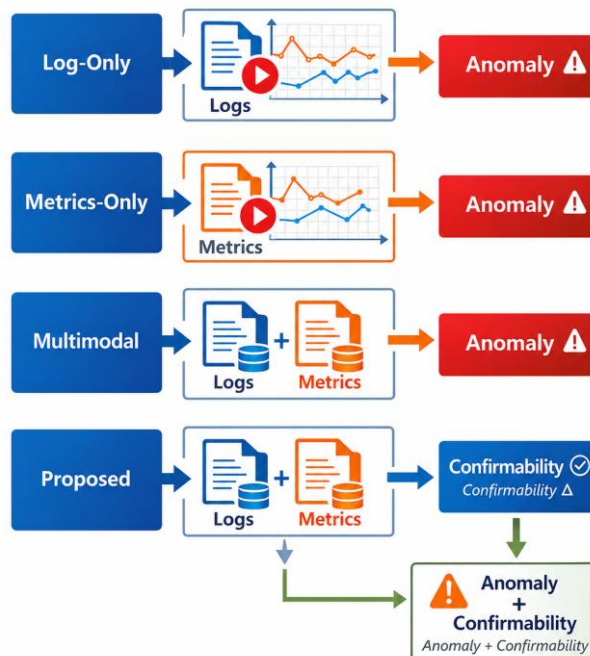 Log-Only
Logs
Anomaly
Metrics-Only
Metrics
Anomaly
Multimodal
Logs
+
Metrics
Anomaly
Proposed
Logs
+
Metrics
Confirmability
Confirmability Δ
Anomaly
+
Confirmability
Anomaly + Confirmability